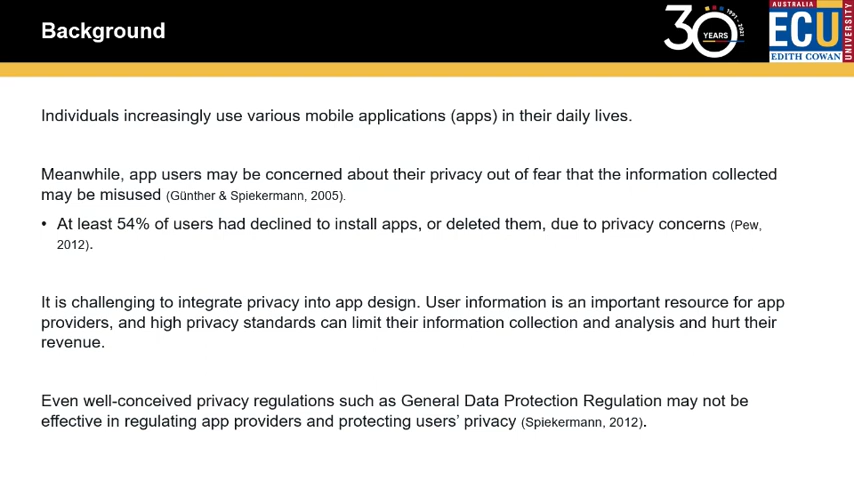 Background
30 YEARS 1991 - 2021
AUSTRALIA
ECU
EDITH COWAN
UNIVERSITY
Individuals increasingly use various mobile applications (apps) in their daily lives.
Meanwhile, app users may be concerned about their privacy out of fear that the information collected
may be misused (Günther & Spiekermann, 2005).
• At least 54% of users had declined to install apps, or deleted them, due to privacy concerns (Pew,
2012).
It is challenging to integrate privacy into app design. User information is an important resource for app
providers, and high privacy standards can limit their information collection and analysis and hurt their
revenue.
Even well-conceived privacy regulations such as General Data Protection Regulation may not be
effective in regulating app providers and protecting users’ privacy (Spiekermann, 2012).